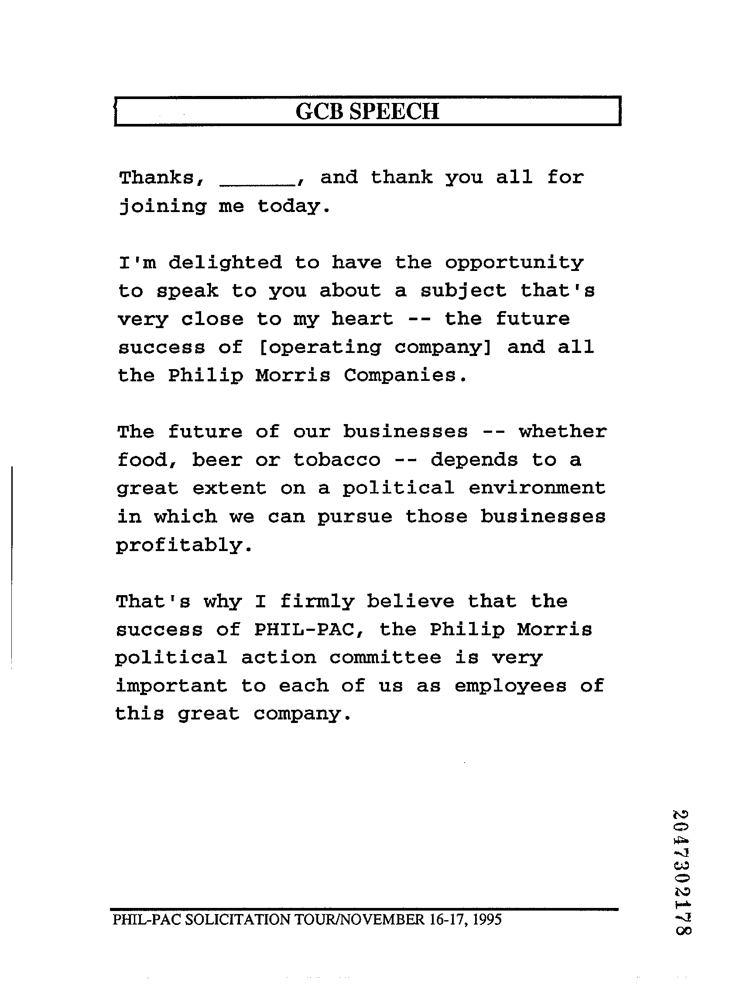 GCB SPEECH
Thanks, ______, and thank you all for
joining me today.
I'm delighted to have the opportunity
to speak to you about a subject that's
very close to my heart -- the future
success of [operating company] and all
the Philip Morris Companies.
The future of our businesses -- whether
food, beer or tobacco -- depends to a
great extent on a political environment
in which we can pursue those businesses
profitably.
That's why I firmly believe that the
success of PHIL-PAC, the Philip Morris
political action committee is very
important to each of us as employees of
this great company.
PHIL-PAC SOLICITATION TOUR/NOVEMBER 16-17, 1995
2047302178